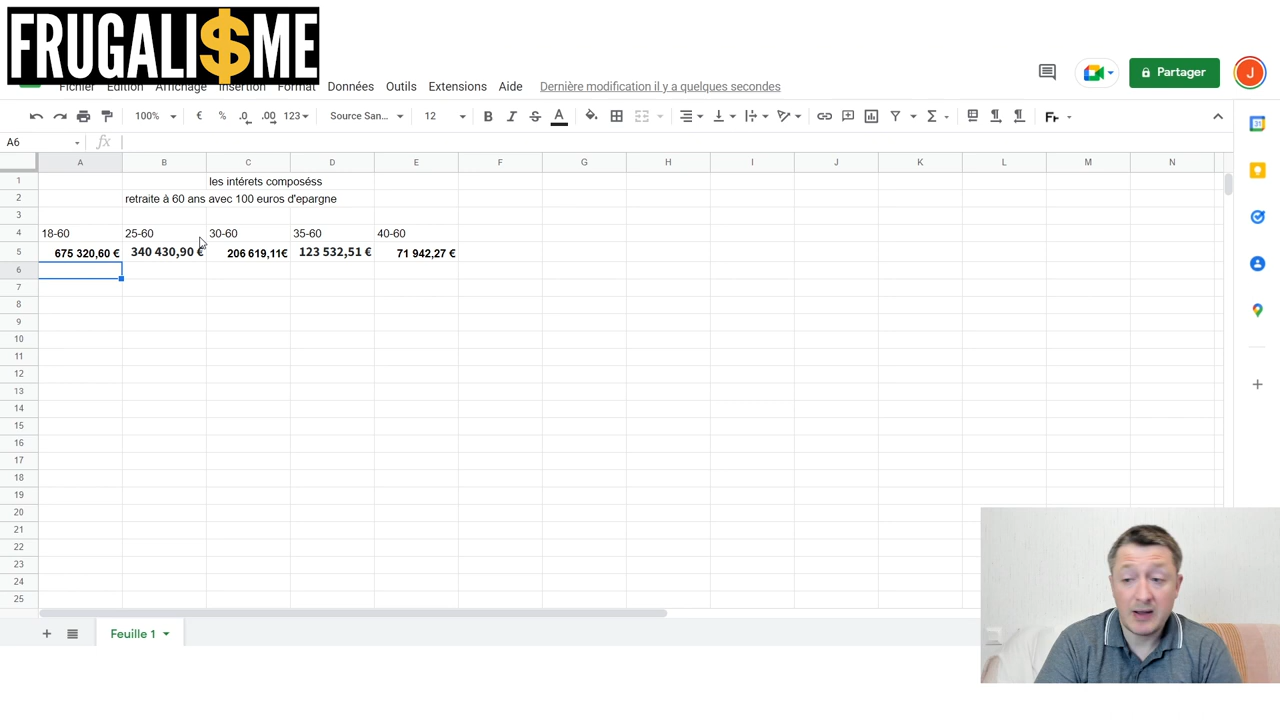 FRUGALI$ME
Fichier Édition Affichage Insertion Format Données Outils Extensions Aide Dernière modification il y a quelques secondes
Partager
J
100% € % .0 .00 123 Source San... 12 B I S A
A6 fx
A B C D E F G H I J K L M N
1 les intérets composéss
2 retraite à 60 ans avec 100 euros d'epargne
3
4 18-60 25-60 30-60 35-60 40-60
5 675 320,60 € 340 430,90 € 206 619,11€ 123 532,51 € 71 942,27 €
6
7
8
9
10
11
12
13
14
15
16
17
18
19
20
21
22
23
24
25
Feuille 1